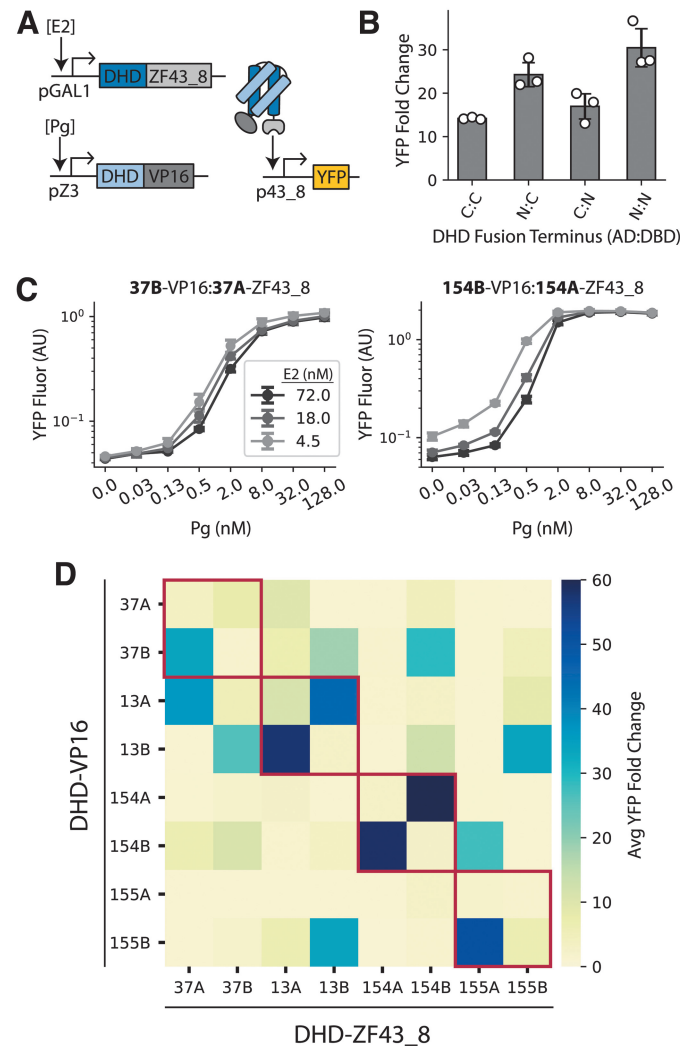 A
[E2]
DHD ZF43_8
pGAL1
[Pg]
DHD VP16
pZ3
YFP
p43_8
B
YFP Fold Change
30
20
10
0
C:C
N:C
C:N
N:N
DHD Fusion Terminus (AD:DBD)
C
37B-VP16:37A-ZF43_8
YFP Fluor (AU)
10⁰
10⁻¹
E2 (nM)
72.0
18.0
4.5
0.0 0.03 0.13 0.5 2.0 8.0 32.0 128.0
Pg (nM)
154B-VP16:154A-ZF43_8
YFP Fluor (AU)
10⁰
10⁻¹
0.0 0.03 0.13 0.5 2.0 8.0 32.0 128.0
Pg (nM)
D
DHD-VP16
37A
37B
13A
13B
154A
154B
155A
155B
37A 37B 13A 13B 154A 154B 155A 155B
DHD-ZF43_8
60
50
40
30
20
10
0
Avg YFP Fold Change